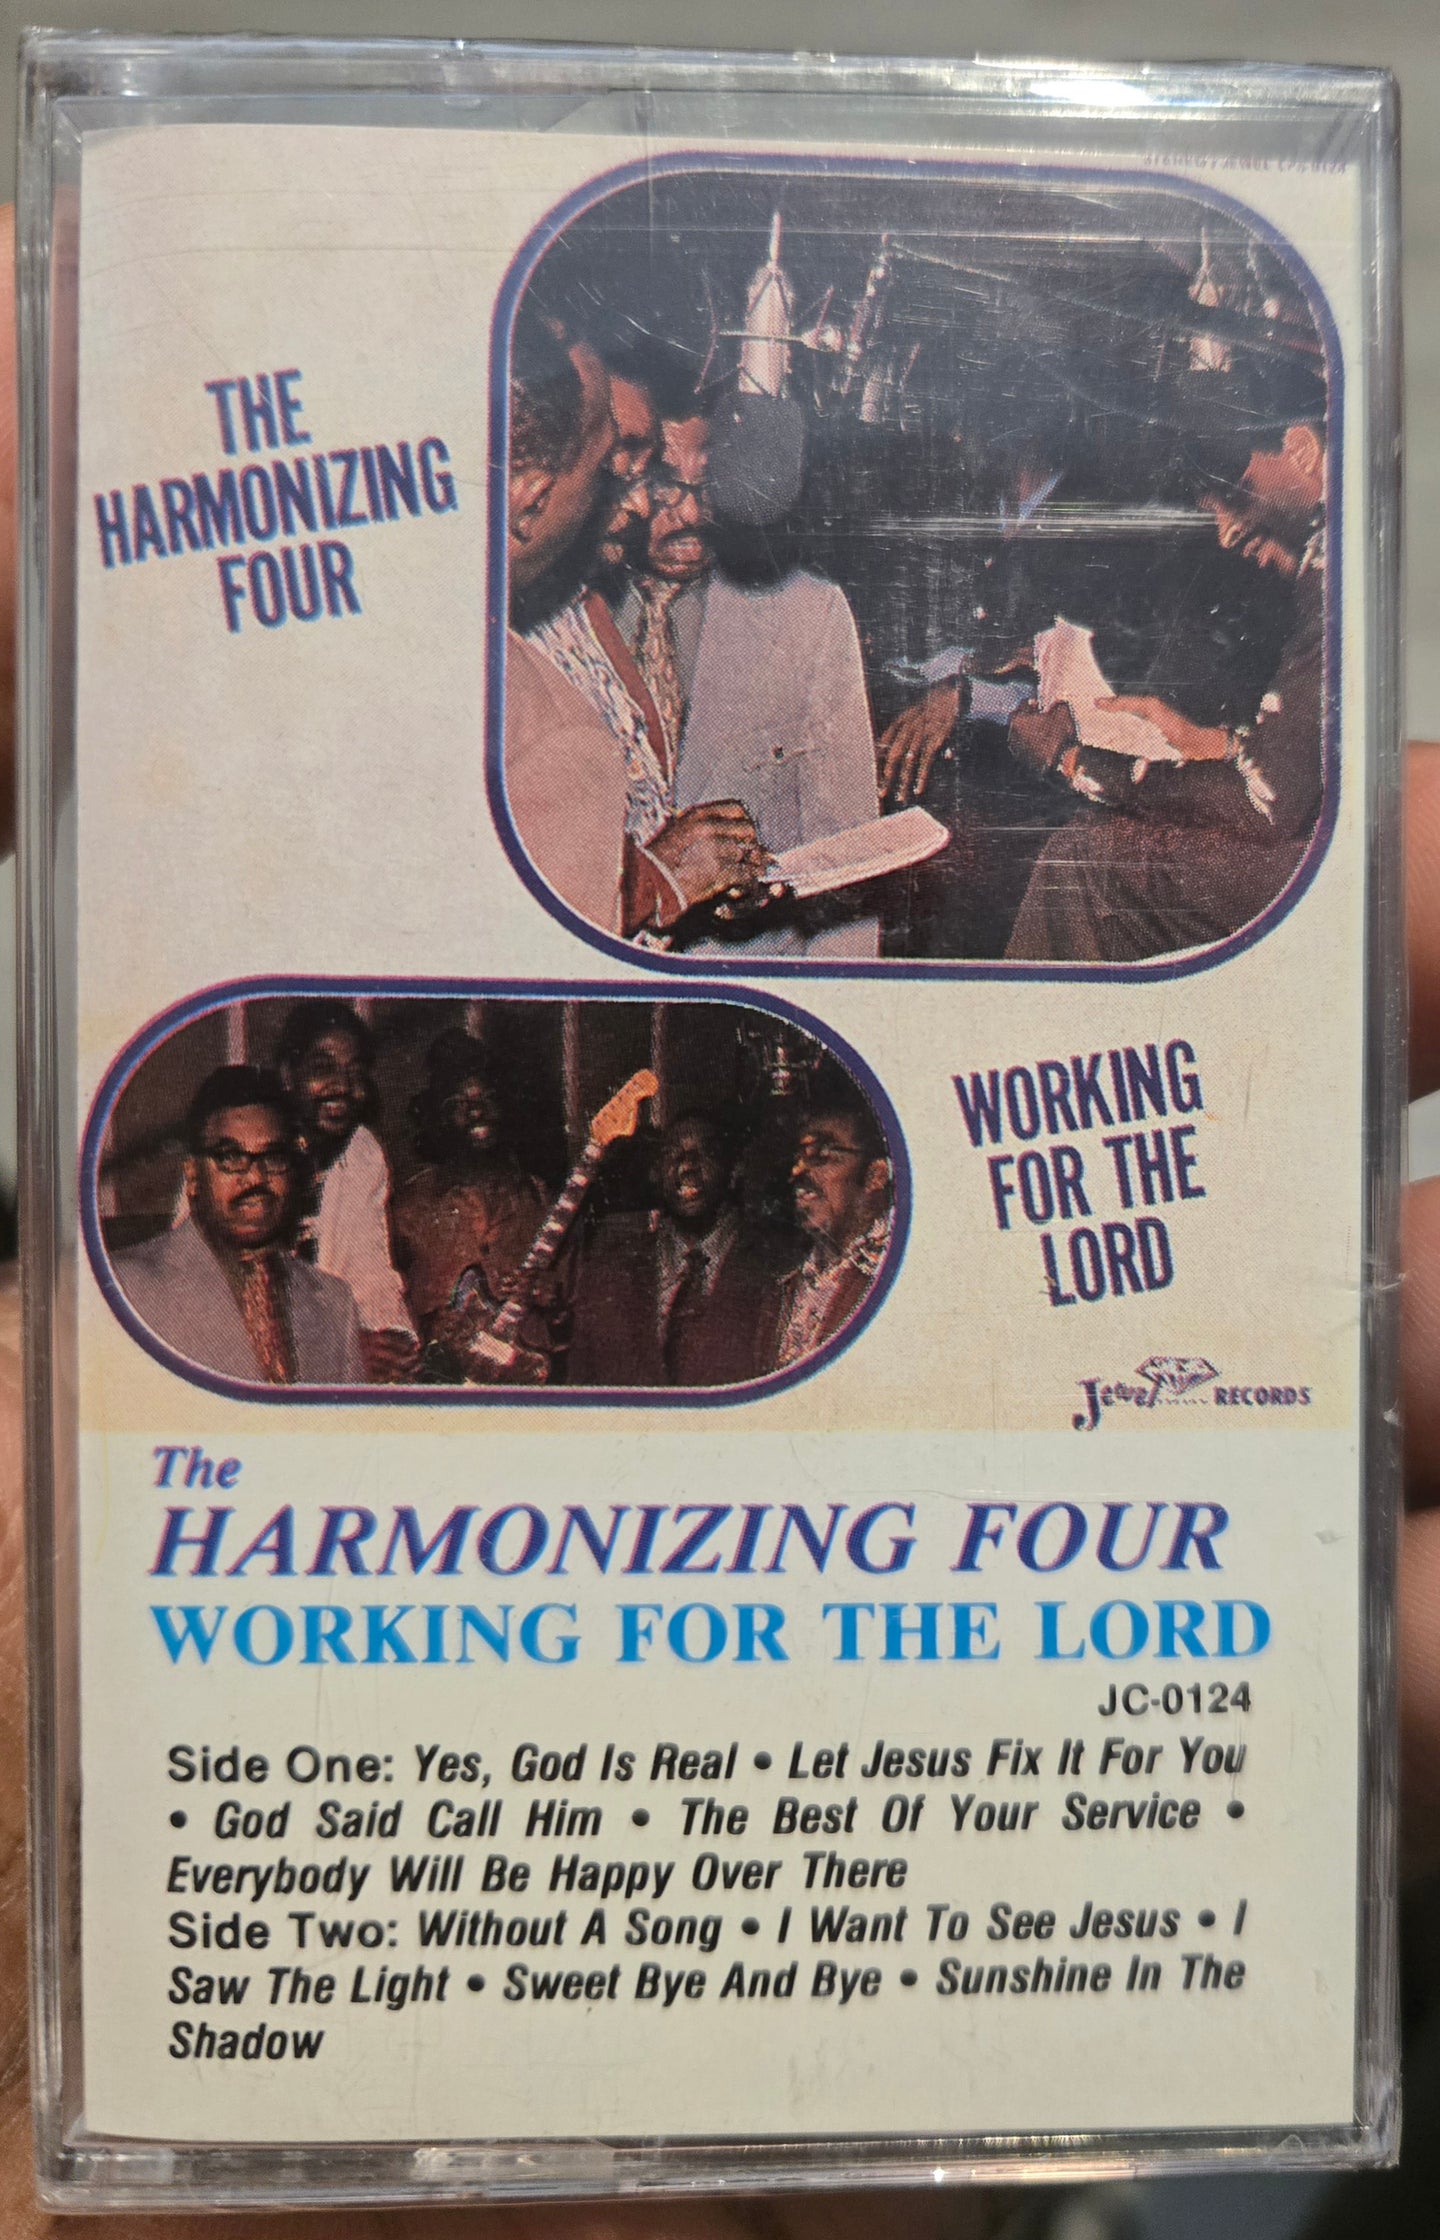 THE
HARMONIZING
FOUR
WORKING
FOR THE
LORD
Jewel RECORDS
The
HARMONIZING FOUR
WORKING FOR THE LORD
JC-0124
Side One: Yes, God Is Real • Let Jesus Fix It For You
• God Said Call Him • The Best Of Your Service •
Everybody Will Be Happy Over There
Side Two: Without A Song • I Want To See Jesus • I
Saw The Light • Sweet Bye And Bye • Sunshine In The
Shadow